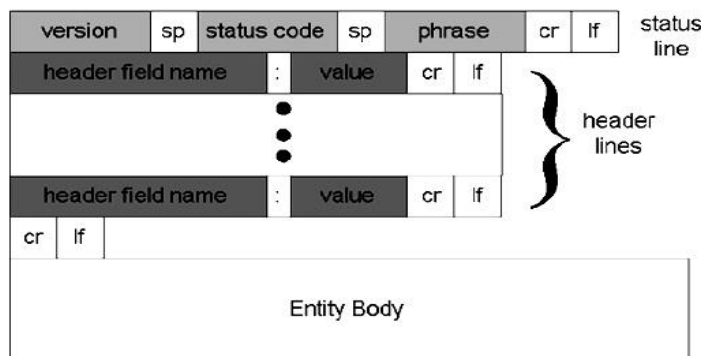 version sp status code sp phrase cr lf status line
header field name : value cr lf
header lines
header field name : value cr lf
cr lf
Entity Body